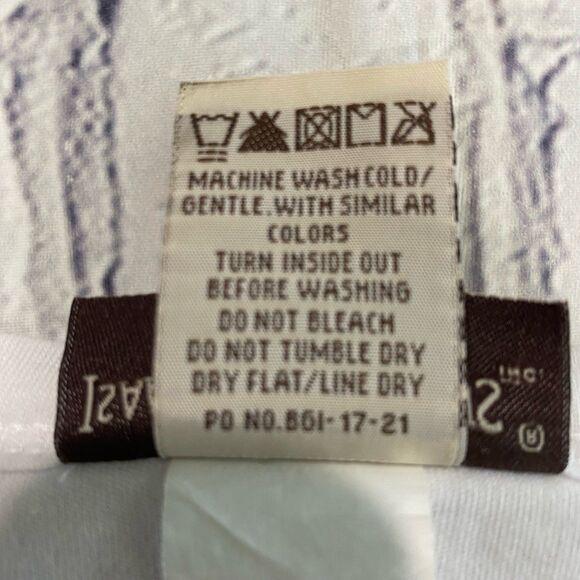 MACHINE WASH COLD/
GENTLE.WITH SIMILAR
COLORS
TURN INSIDE OUT
BEFORE WASHING
DO NOT BLEACH
DO NOT TUMBLE DRY
DRY FLAT/LINE DRY
PO NO.861-17-21
INC.
®